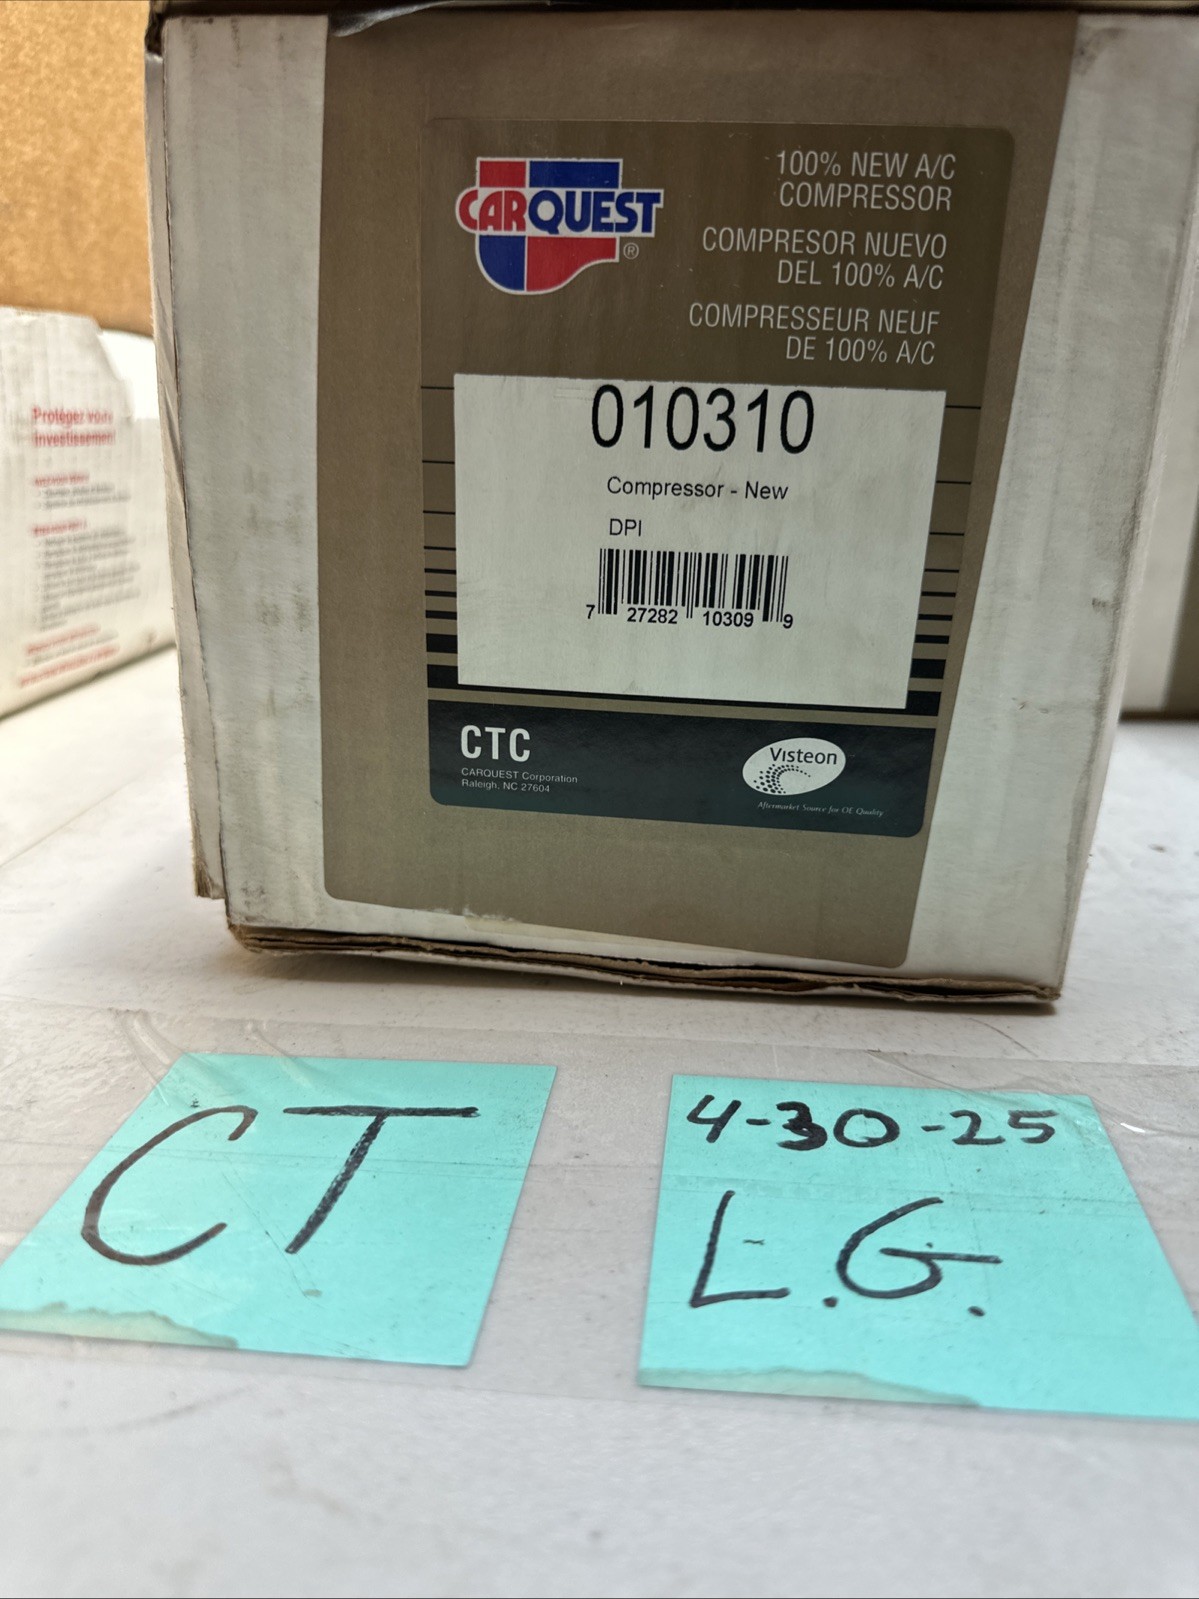 CARQUEST
®
100% NEW A/C
COMPRESSOR
COMPRESOR NUEVO
DEL 100% A/C
COMPRESSEUR NEUF
DE 100% A/C
010310
Compressor - New
DPI
7 27282 10309 9
CTC
CARQUEST Corporation
Raleigh, NC 27604
Visteon
Aftermarket Source for OE Quality
Protégez votre
investissement
CT
4-30-25
L.G.